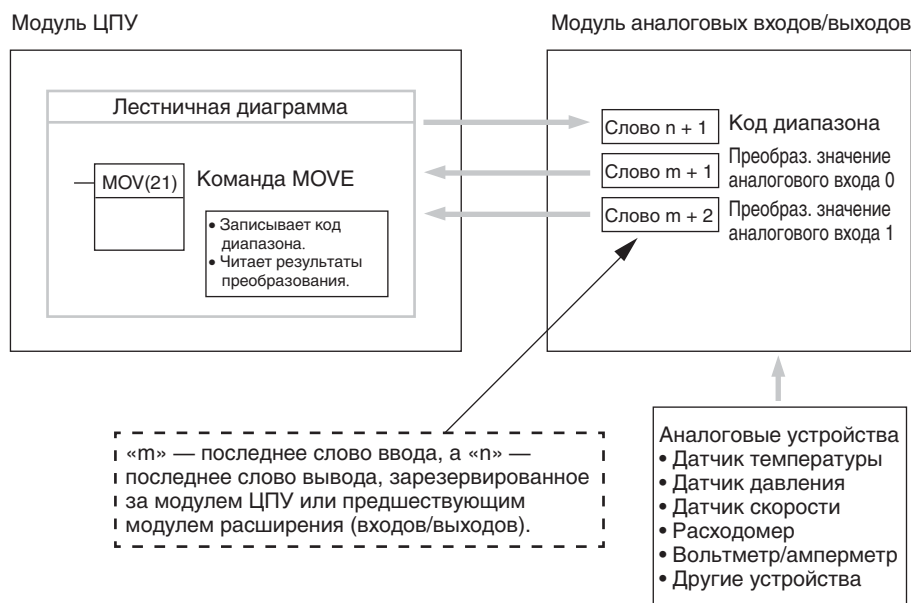 Модуль ЦПУ
Модуль аналоговых входов/выходов
Лестничная диаграмма
MOV(21)
Команда MOVE
• Записывает код
диапазона.
• Читает результаты
преобразования.
Слово n + 1
Код диапазона
Слово m + 1
Преобраз. значение
аналогового входа 0
Слово m + 2
Преобраз. значение
аналогового входа 1
«m» — последнее слово ввода, а «n» —
последнее слово вывода, зарезервированное
за модулем ЦПУ или предшествующим
модулем расширения (входов/выходов).
Аналоговые устройства
• Датчик температуры
• Датчик давления
• Датчик скорости
• Расходомер
• Вольтметр/амперметр
• Другие устройства